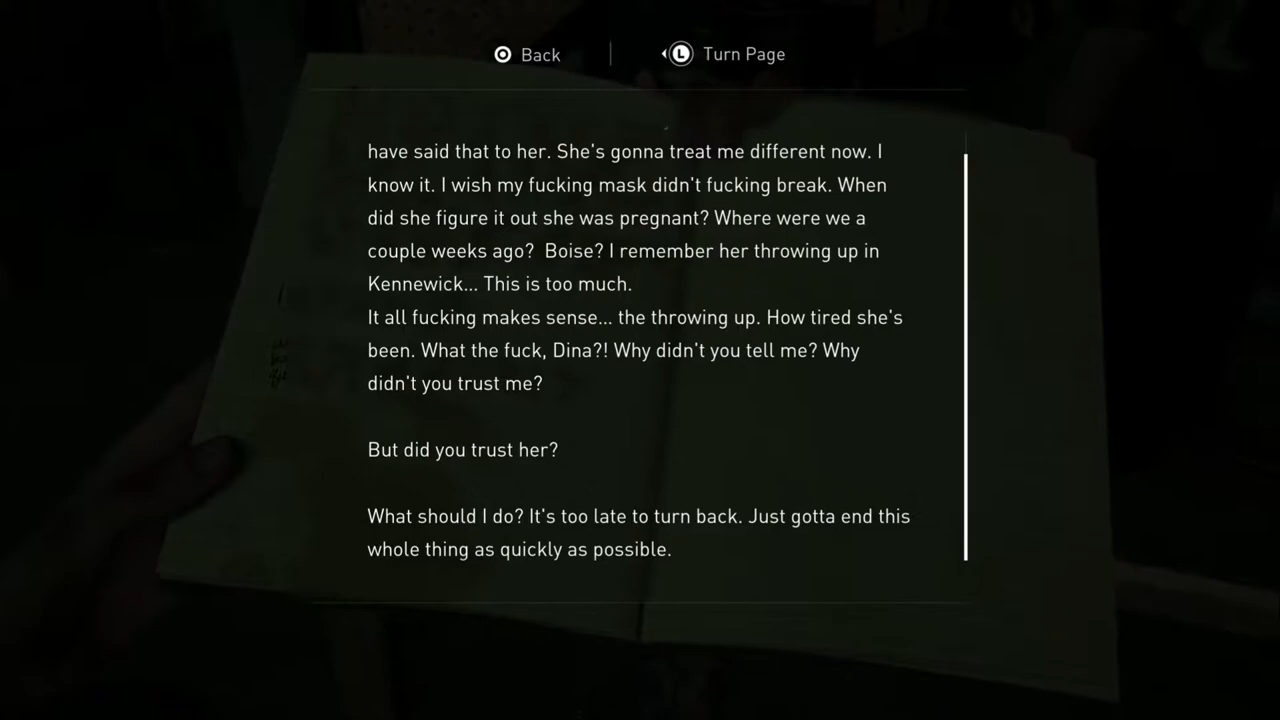 Back
L Turn Page
have said that to her. She's gonna treat me different now. I
know it. I wish my fucking mask didn't fucking break. When
did she figure it out she was pregnant? Where were we a
couple weeks ago?  Boise? I remember her throwing up in
Kennewick... This is too much.
It all fucking makes sense... the throwing up. How tired she's
been. What the fuck, Dina?! Why didn't you tell me? Why
didn't you trust me?
But did you trust her?
What should I do? It's too late to turn back. Just gotta end this
whole thing as quickly as possible.